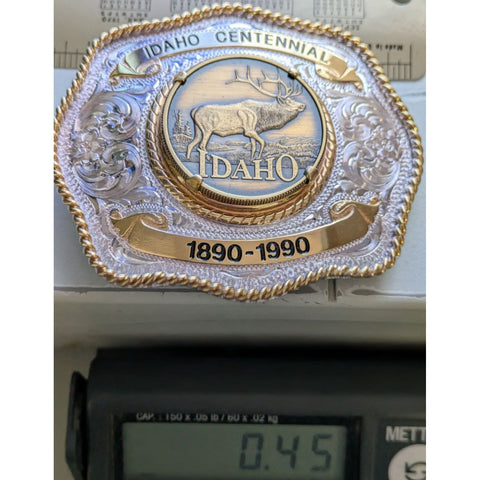 IDAHO CENTENNIAL
IDAHO
1890-1990
CAP. : 150 x .05 lb / 60 x .02 kg
0.45
METT